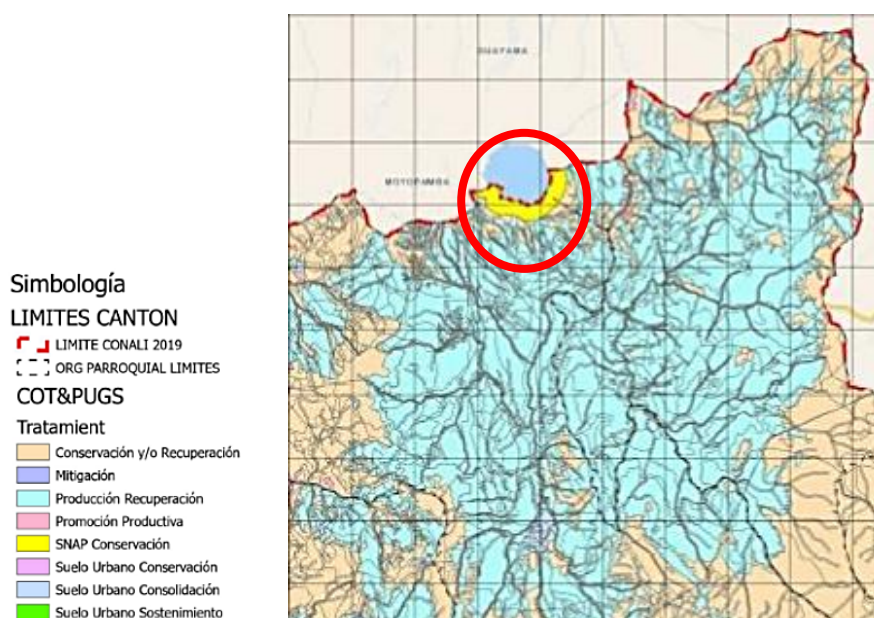 GUAYAMA
MOYOPAMBA
Simbología
LIMITES CANTON
LIMITE CONALI 2019
ORG PARROQUIAL LIMITES
COT&PUGS
Tratamient
Conservación y/o Recuperación
Mitigación
Producción Recuperación
Promoción Productiva
SNAP Conservación
Suelo Urbano Conservación
Suelo Urbano Consolidación
Suelo Urbano Sostenimiento